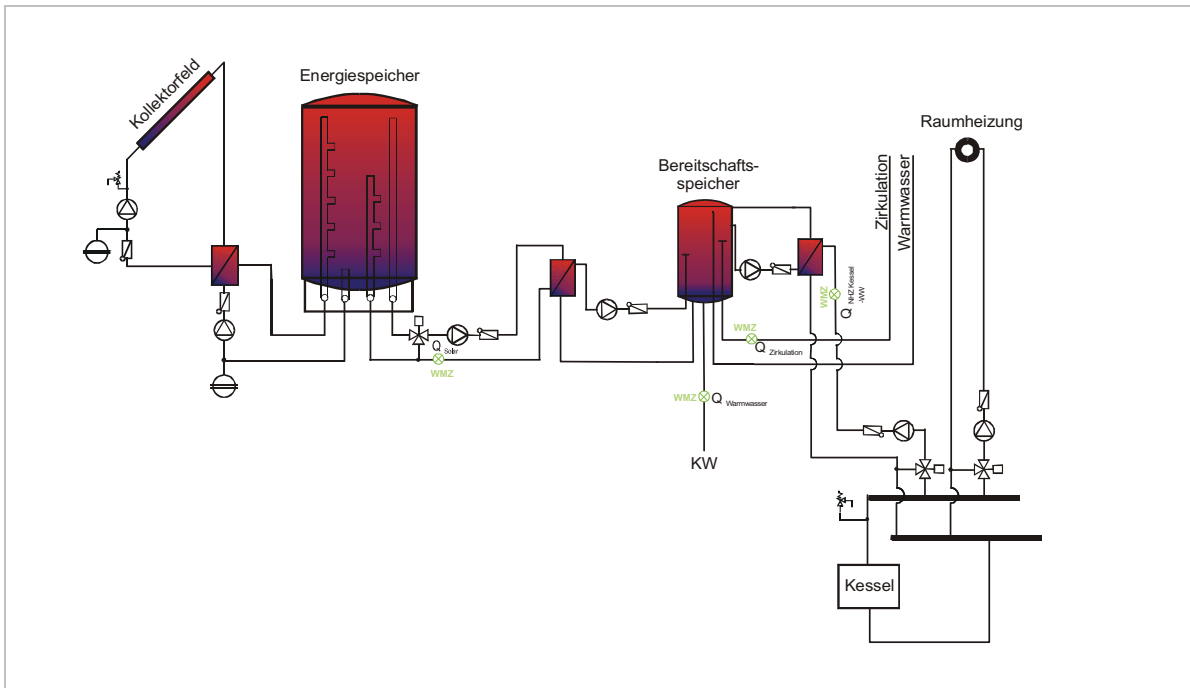 Kollektorfeld
Energiespeicher
Bereitschafts-
speicher
Raumheizung
Zirkulation
Warmwasser
WMZ
Q NHZ Kessel
-WW
WMZ
Q Zirkulation
Q Solar
WMZ
WMZ
Q Warmwasser
KW
Kessel